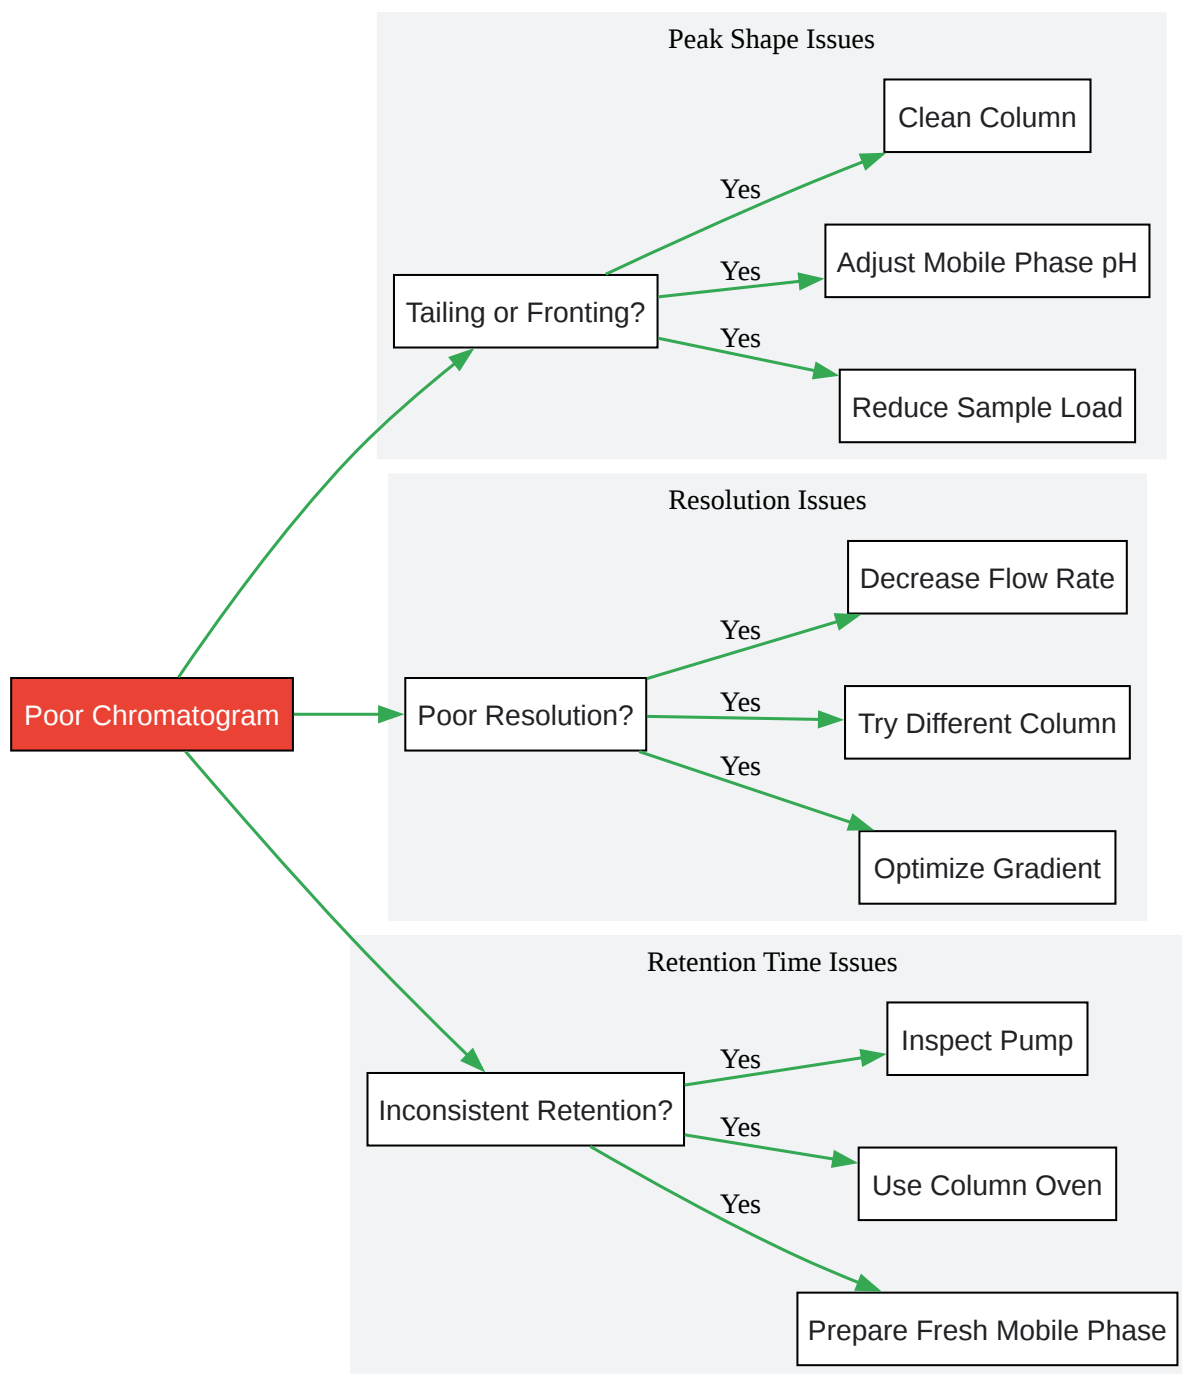 Peak Shape Issues
Clean Column
Yes
Adjust Mobile Phase pH
Yes
Tailing or Fronting?
Yes
Reduce Sample Load
Resolution Issues
Decrease Flow Rate
Yes
Poor Chromatogram
Poor Resolution?
Yes
Try Different Column
Yes
Optimize Gradient
Retention Time Issues
Inspect Pump
Yes
Inconsistent Retention?
Yes
Use Column Oven
Yes
Prepare Fresh Mobile Phase